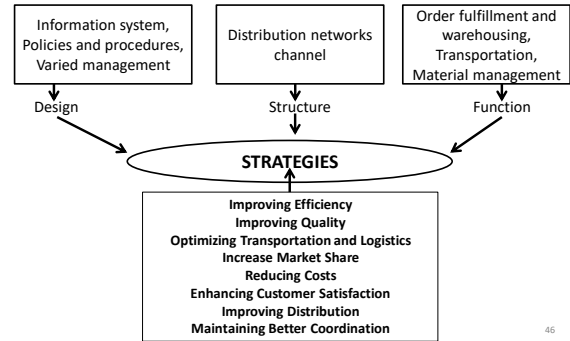 Information system,
Policies and procedures,
Varied management
Distribution networks
channel
Order fulfillment and
warehousing,
Transportation,
Material management
Design
Structure
Function
STRATEGIES
Improving Efficiency
Improving Quality
Optimizing Transportation and Logistics
Increase Market Share
Reducing Costs
Enhancing Customer Satisfaction
Improving Distribution
Maintaining Better Coordination
46